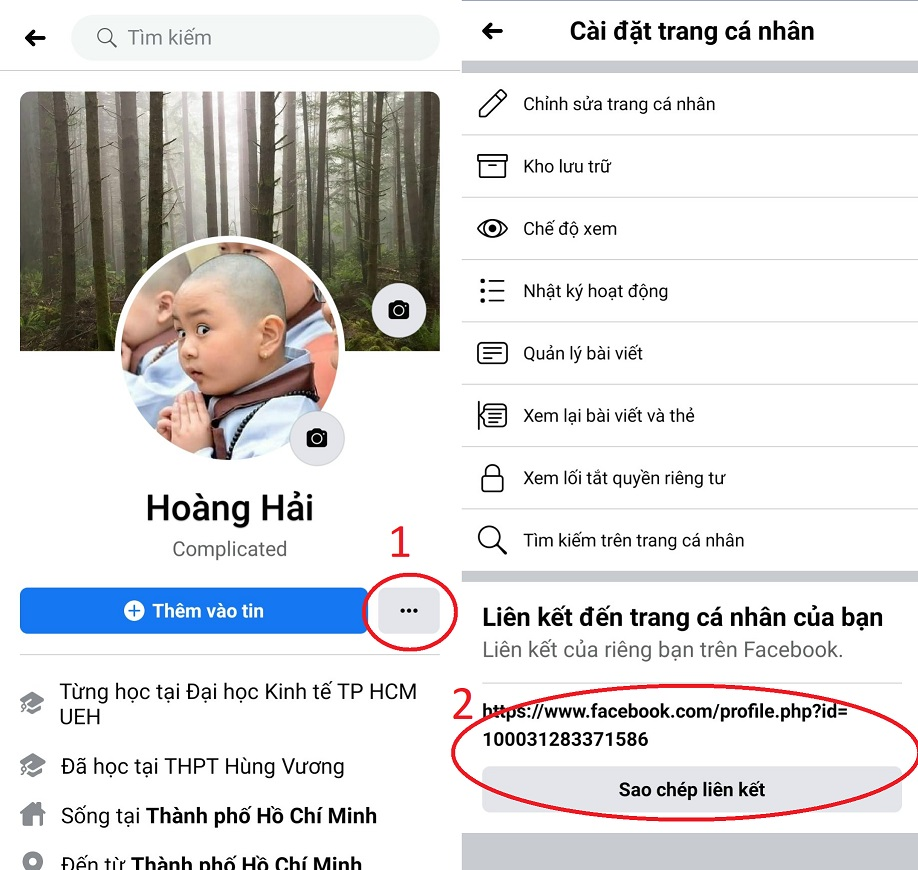 Tìm kiếm
Hoàng Hải
Complicated
1
Thêm vào tin
Từng học tại Đại học Kinh tế TP HCM
UEH
Đã học tại THPT Hùng Vương
Sống tại Thành phố Hồ Chí Minh
Đến từ Thành phố Hồ Chí Minh
Cài đặt trang cá nhân
Chỉnh sửa trang cá nhân
Kho lưu trữ
Chế độ xem
Nhật ký hoạt động
Quản lý bài viết
Xem lại bài viết và thẻ
Xem lối tắt quyền riêng tư
Tìm kiếm trên trang cá nhân
Liên kết đến trang cá nhân của bạn
Liên kết của riêng bạn trên Facebook.
2
https://www.facebook.com/profile.php?id=
100031283371586
Sao chép liên kết